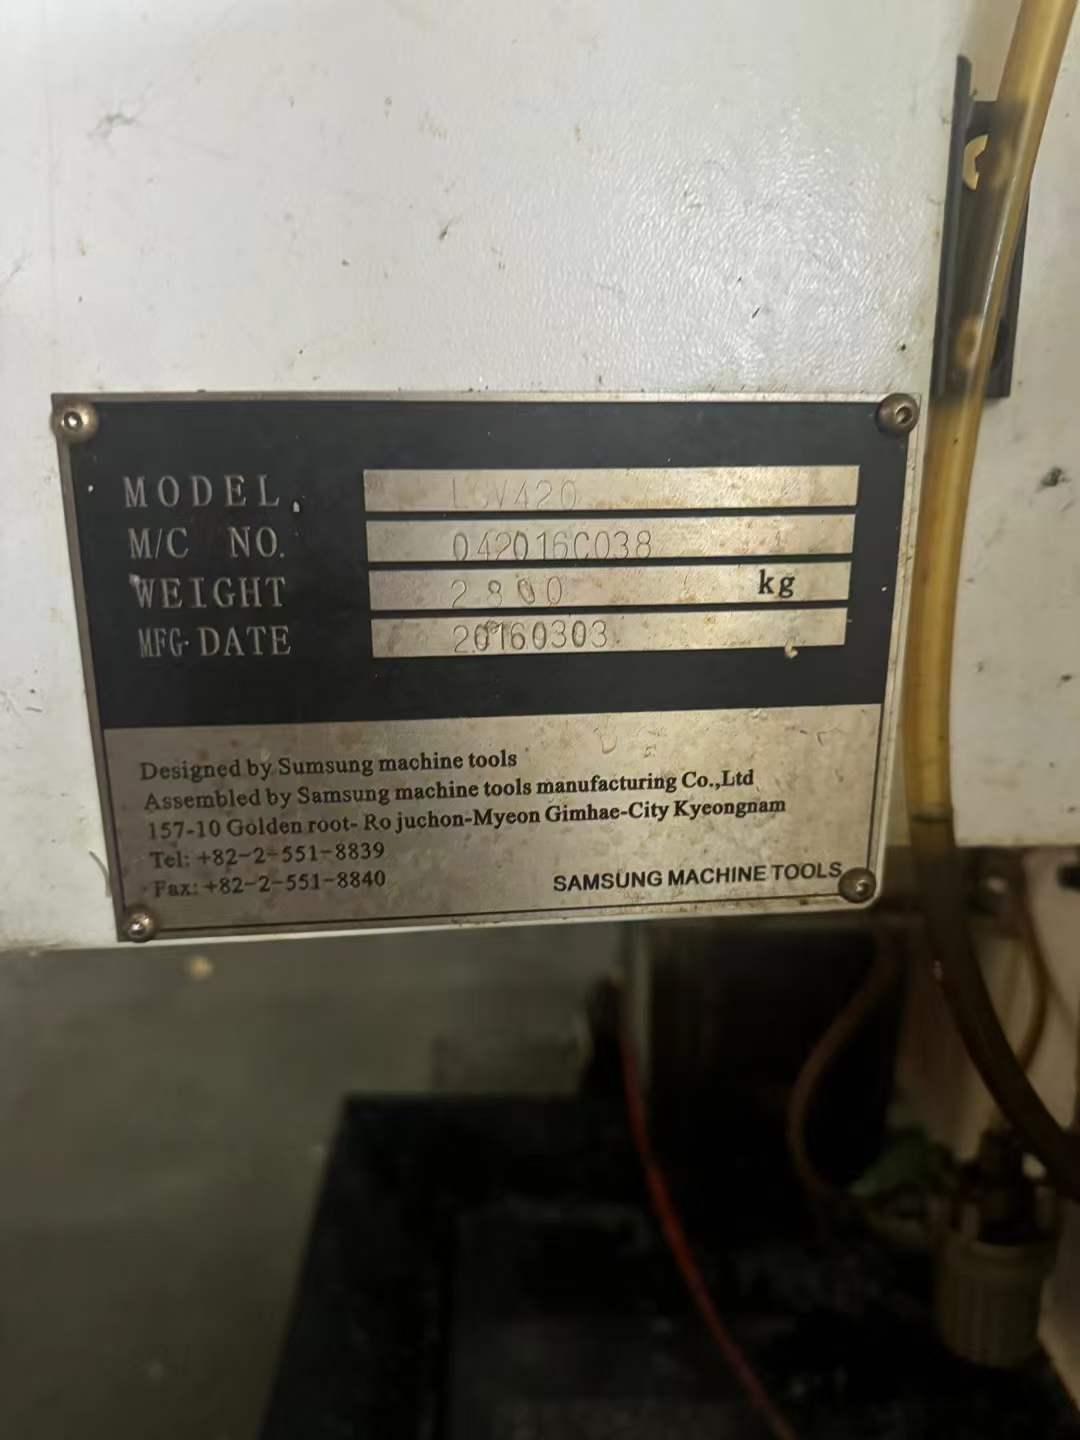 MODEL
M/C NO. 042016C038
WEIGHT 2800 kg
MFG·DATE 20160303
Designed by Sumsung machine tools
Assembled by Samsung machine tools manufacturing Co.,Ltd
157-10 Golden root- Ro juchon-Myeon Gimhae-City Kyeongnam
Tel: +82-2-551-8839
Fax: +82-2-551-8840
SAMSUNG MACHINE TOOLS